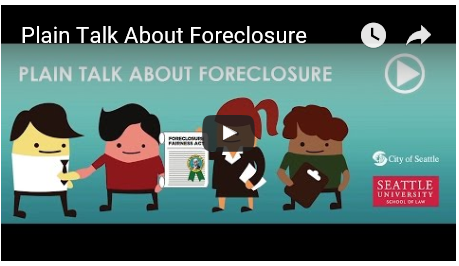 Plain Talk About Foreclosure
PLAIN TALK ABOUT FORECLOSURE
FORECLOSURE
FAIRNESS ACT
City of Seattle
SEATTLE
UNIVERSITY
SCHOOL OF LAW